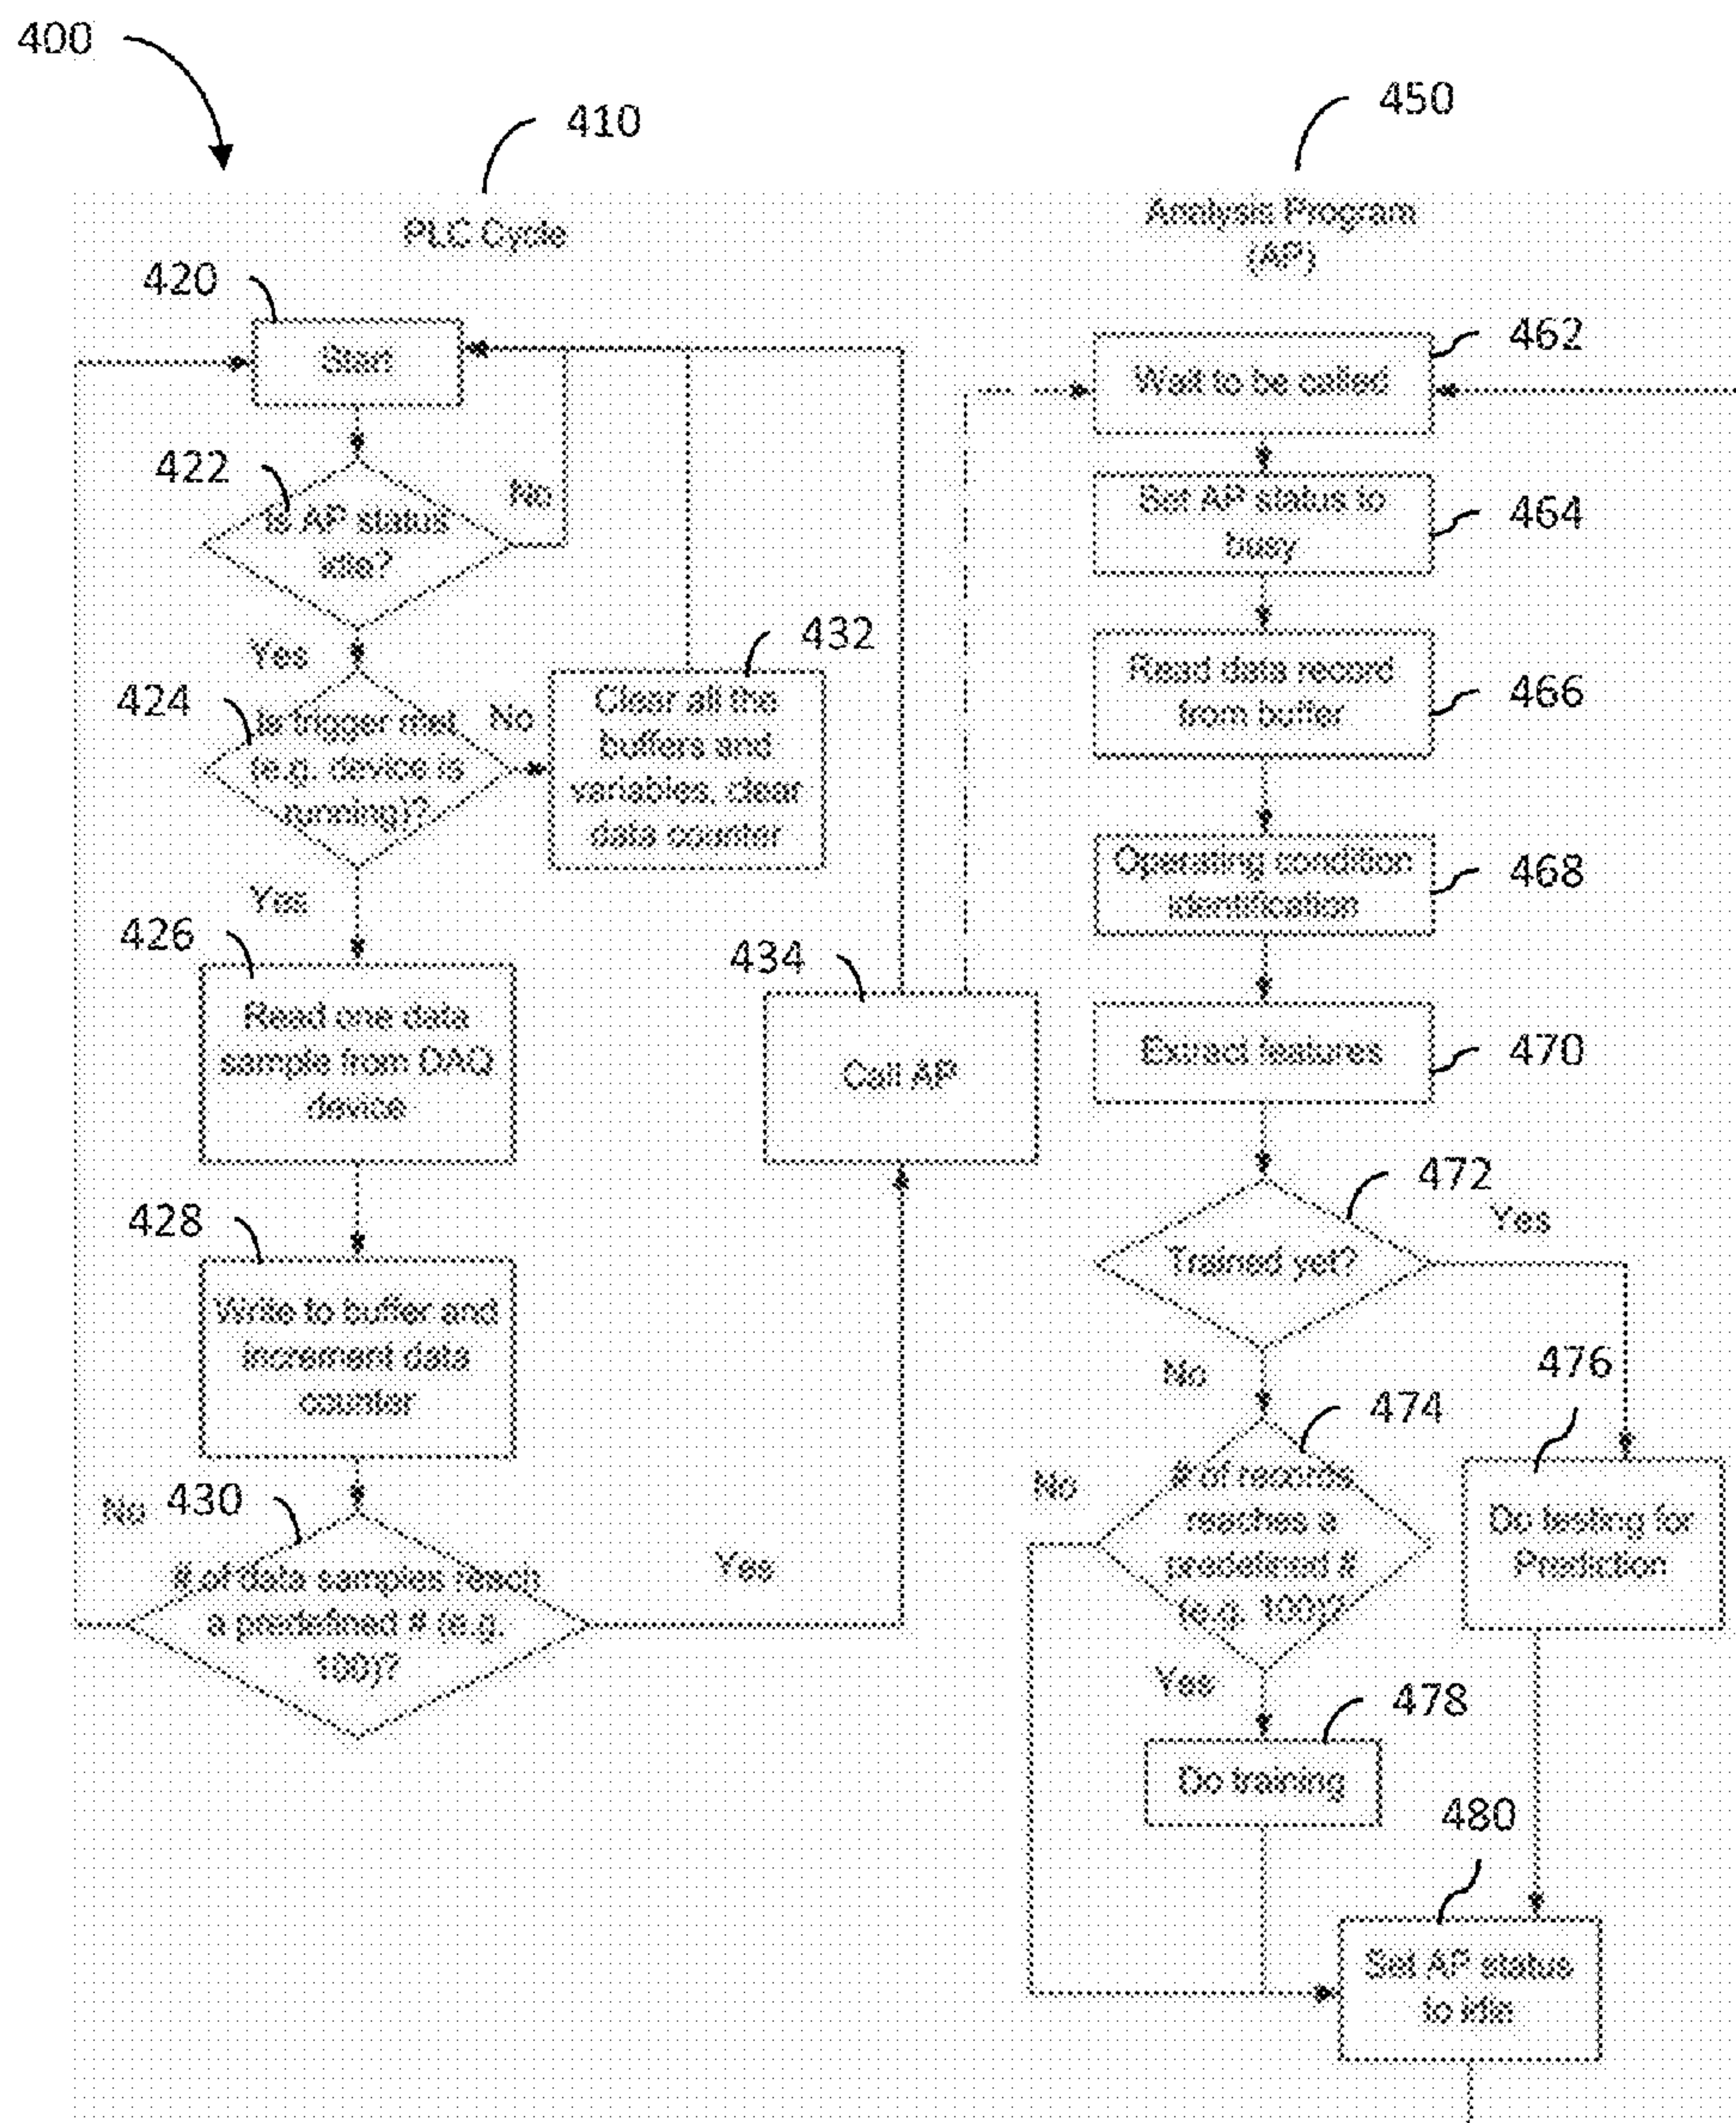 400
410
450
PLC Cycle
Analysis Program
(AP)
420
Start
462
Wait to be called
422
Is AP status
idle?
No
464
Set AP status to
busy
Yes
424
Is trigger met
(e.g. device is
running)?
No
432
Clear all the
buffers and
variables, clear
data counter
466
Read data record
from buffer
Yes
468
Operating condition
identification
426
Read one data
sample from DAQ
device
434
Call AP
470
Extract features
428
Write to buffer and
increment data
counter
472
Trained yet?
Yes
No
476
Do testing for
Prediction
474
# of records
reaches a
predefined #
(e.g. 100)?
No
Yes
No
430
# of data samples reach
a predefined # (e.g.
100)?
Yes
478
Do training
480
Set AP status
to idle